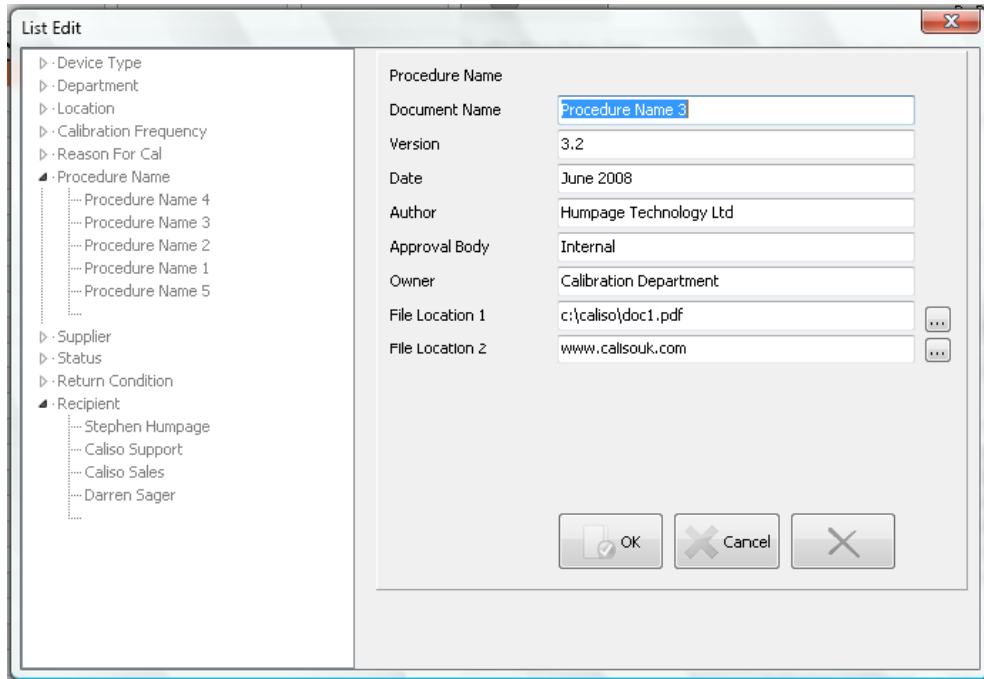 List Edit
Device Type
Department
Location
Calibration Frequency
Reason For Cal
Procedure Name
Procedure Name 4
Procedure Name 3
Procedure Name 2
Procedure Name 1
Procedure Name 5
Supplier
Status
Return Condition
Recipient
Stephen Humpage
Caliso Support
Caliso Sales
Darren Sager
Procedure Name
Document Name Procedure Name 3
Version 3.2
Date June 2008
Author Humpage Technology Ltd
Approval Body Internal
Owner Calibration Department
File Location 1 c:\caliso\doc1.pdf ...
File Location 2 www.calisouk.com ...
OK Cancel